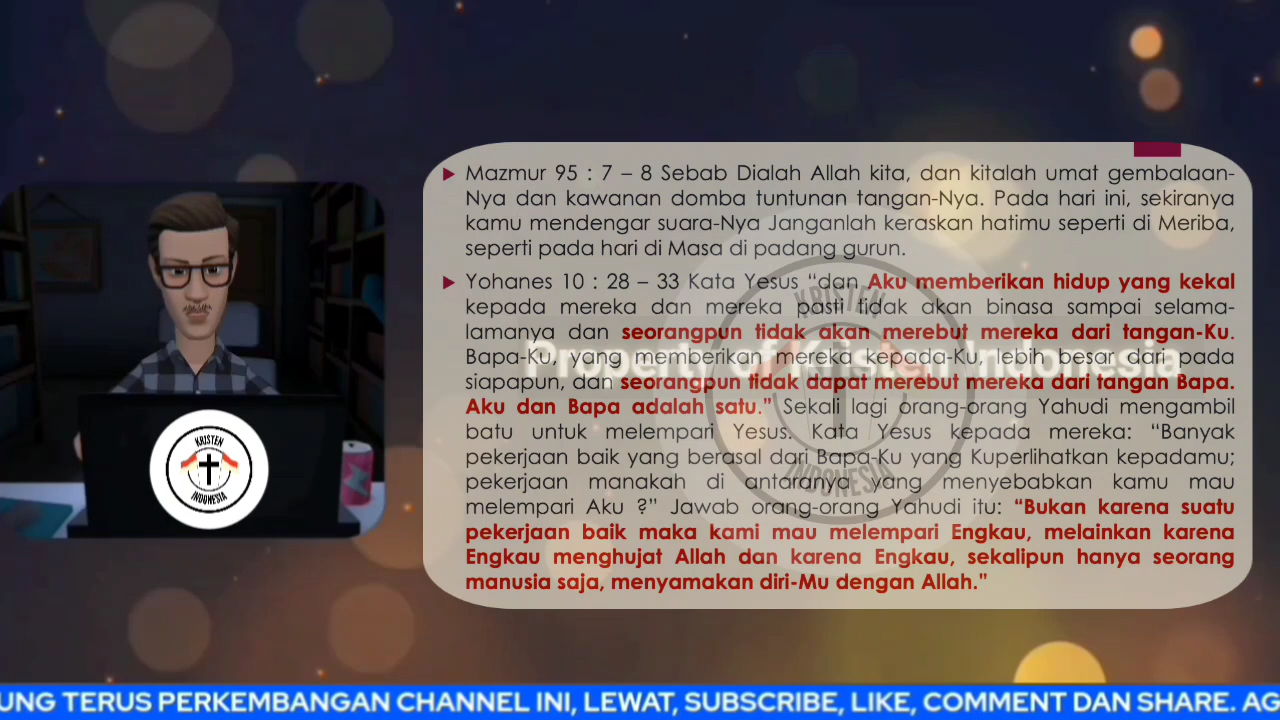 Mazmur 95 : 7 – 8 Sebab Dialah Allah kita, dan kitalah umat gembalaan-
Nya dan kawanan domba tuntunan tangan-Nya. Pada hari ini, sekiranya
kamu mendengar suara-Nya Janganlah keraskan hatimu seperti di Meriba,
seperti pada hari di Masa di padang gurun.
Yohanes 10 : 28 – 33 Kata Yesus “dan Aku memberikan hidup yang kekal
kepada mereka dan mereka pasti tidak akan binasa sampai selama-
lamanya dan seorangpun tidak akan merebut mereka dari tangan-Ku.
Bapa-Ku, yang memberikan mereka kepada-Ku, lebih besar dari pada
siapapun, dan seorangpun tidak dapat merebut mereka dari tangan Bapa.
Aku dan Bapa adalah satu.” Sekali lagi orang-orang Yahudi mengambil
batu untuk melempari Yesus. Kata Yesus kepada mereka: “Banyak
pekerjaan baik yang berasal dari Bapa-Ku yang Kuperlihatkan kepadamu;
pekerjaan manakah di antaranya yang menyebabkan kamu mau
melempari Aku ?” Jawab orang-orang Yahudi itu: “Bukan karena suatu
pekerjaan baik maka kami mau melempari Engkau, melainkan karena
Engkau menghujat Allah dan karena Engkau, sekalipun hanya seorang
manusia saja, menyamakan diri-Mu dengan Allah.”
Property of Kristen Indonesia
KRISTEN
INDONESIA
KRISTEN
INDONESIA
UNG TERUS PERKEMBANGAN CHANNEL INI, LEWAT, SUBSCRIBE, LIKE, COMMENT DAN SHARE. AG